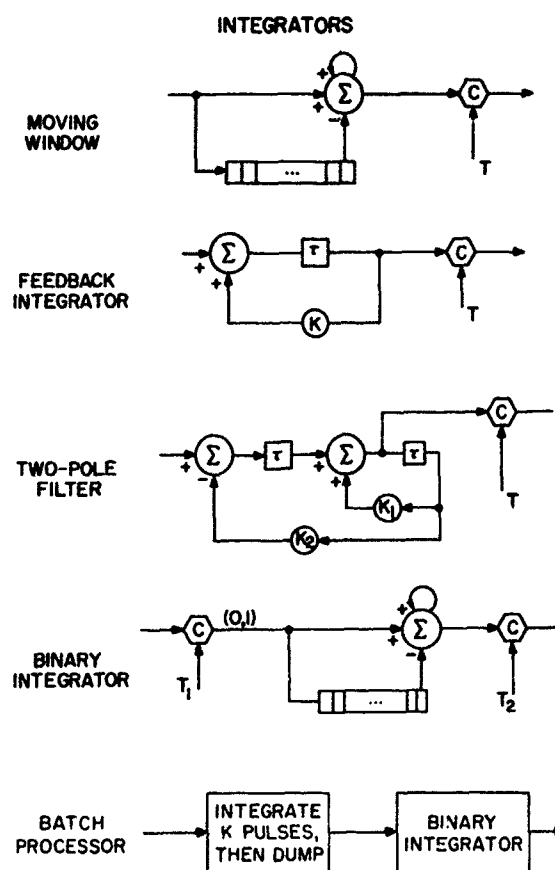 INTEGRATORS
MOVING
WINDOW
+
+
Σ
−
...
C
T
FEEDBACK
INTEGRATOR
+
Σ
+
τ
K
C
T
TWO-POLE
FILTER
+
Σ
−
τ
+
Σ
+
τ
K1
K2
C
T
BINARY
INTEGRATOR
C
(0,1)
T1
+
+
Σ
−
...
C
T2
BATCH
PROCESSOR
INTEGRATE
K PULSES,
THEN DUMP
BINARY
INTEGRATOR